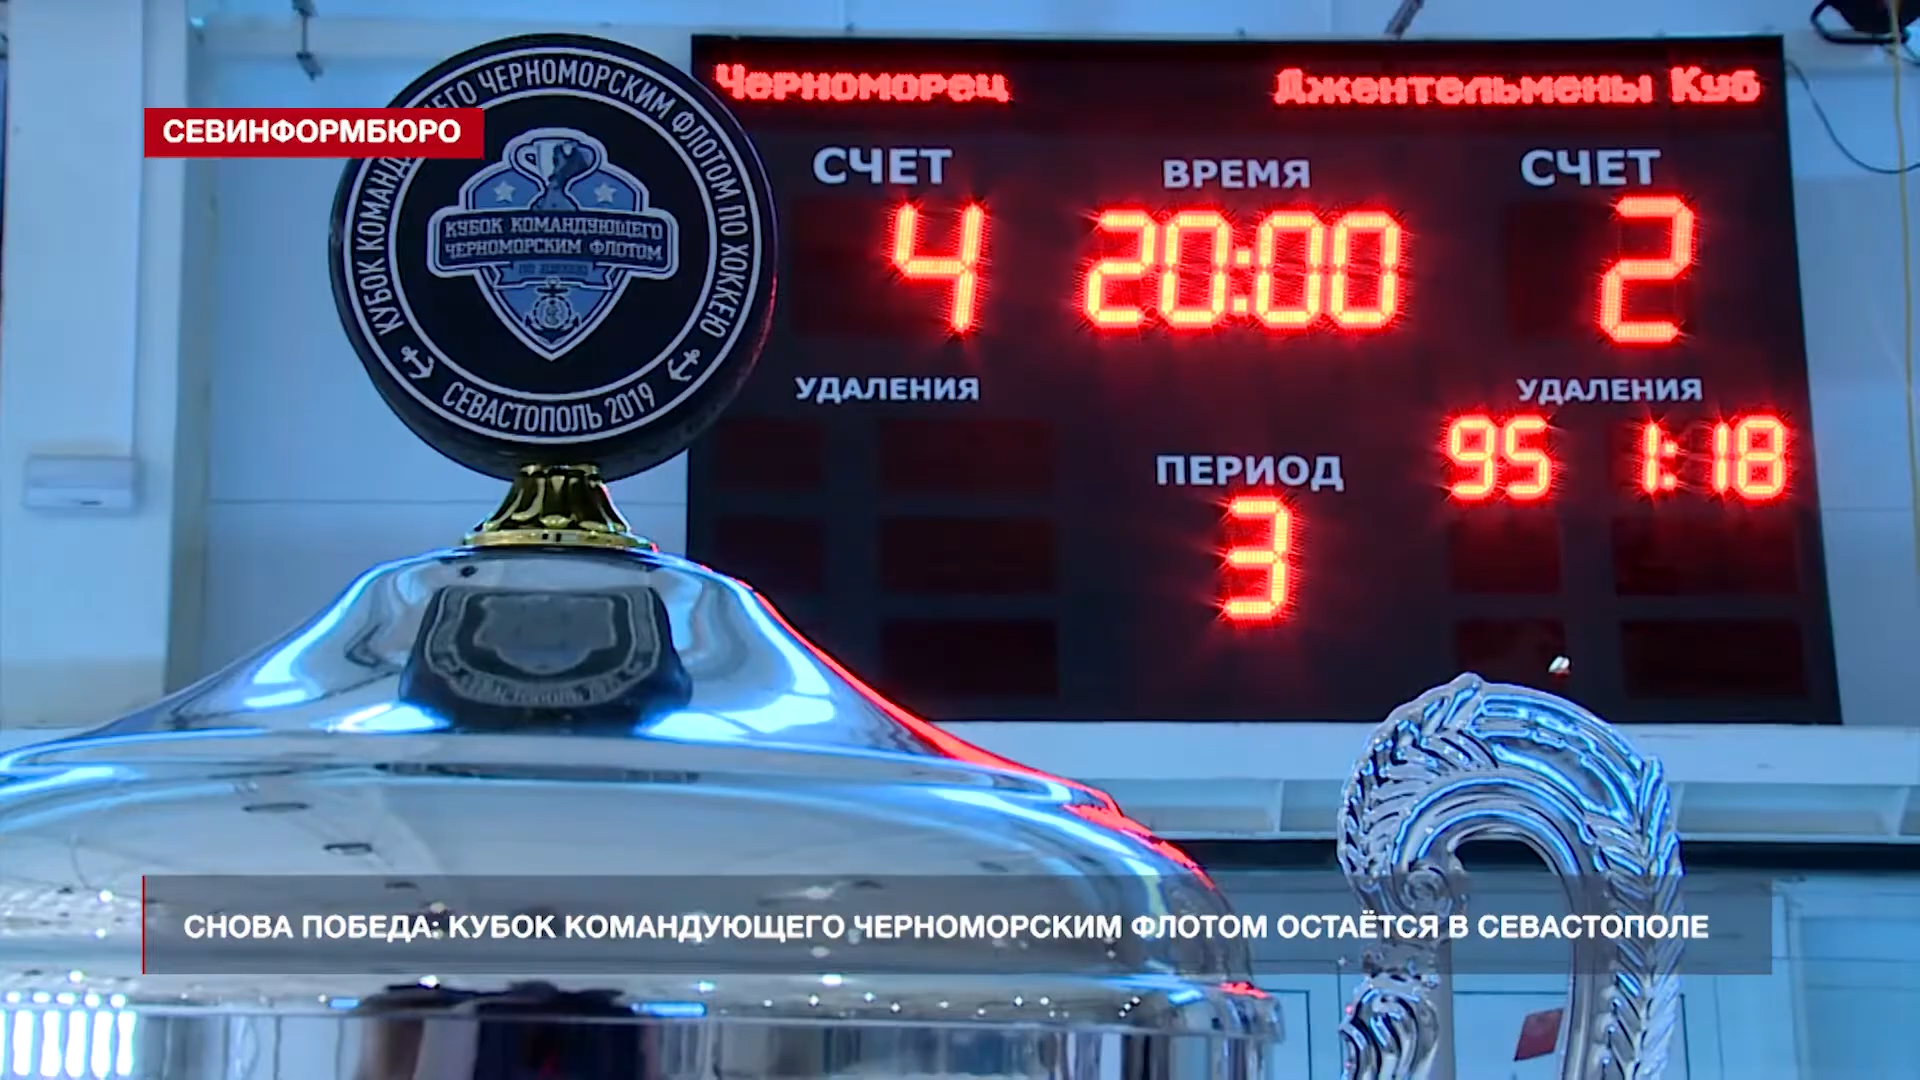 Черноморец
Джентельмены Куб
СЕВИНФОРМБЮРО
КУБОК КОМАНДУЮЩЕГО ЧЕРНОМОРСКИМ ФЛОТОМ ПО ХОККЕЮ
КУБОК КОМАНДУЮЩЕГО
ЧЕРНОМОРСКИМ ФЛОТОМ
ПО ХОККЕЮ
СЕВАСТОПОЛЬ 2019
СЧЕТ
ВРЕМЯ
СЧЕТ
4
20:00
2
УДАЛЕНИЯ
УДАЛЕНИЯ
95 1:18
ПЕРИОД
3
СНОВА ПОБЕДА: КУБОК КОМАНДУЮЩЕГО ЧЕРНОМОРСКИМ ФЛОТОМ ОСТАЁТСЯ В СЕВАСТОПОЛЕ